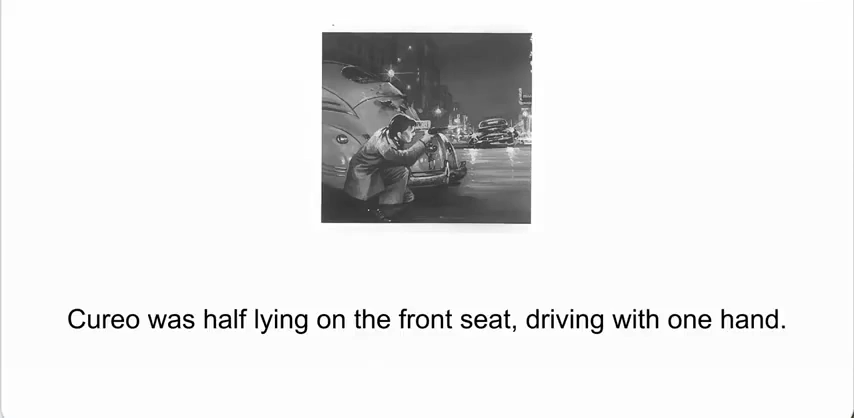 Cureo was half lying on the front seat, driving with one hand.